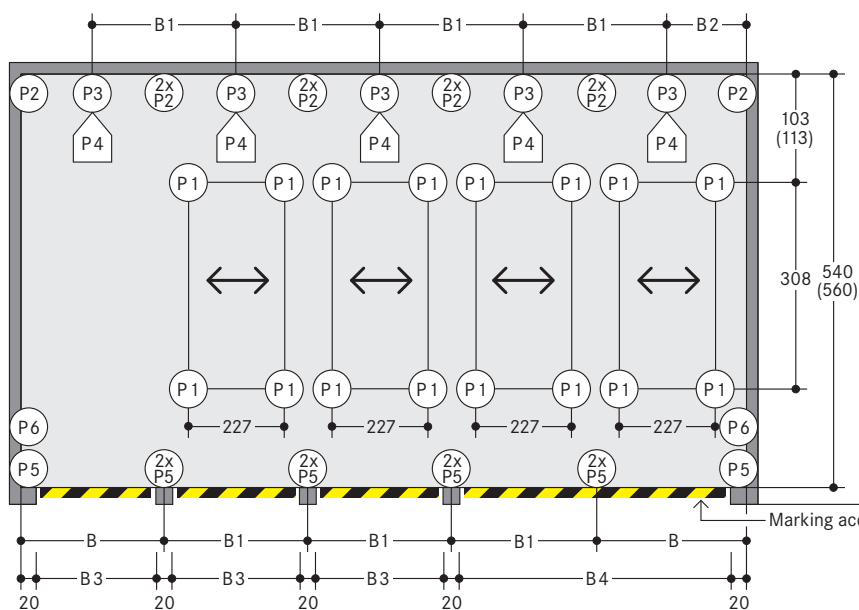 B1 B1 B1 B1 B2
P2 P3 2x P2 P3 2x P2 P3 2x P2 P3 2x P2 P3 P2
P4 P4 P4 P4 P4
103
(113)
P1 P1 P1 P1 P1 P1 P1 P1
308
540
(560)
P1 P1 P1 P1 P1 P1 P1 P1
227 227 227 227
P6 P6
P5 2x P5 2x P5 2x P5 2x P5 P5
Marking acc
B B1 B1 B1 B
20 B3 20 B3 20 B3 20 B4 20